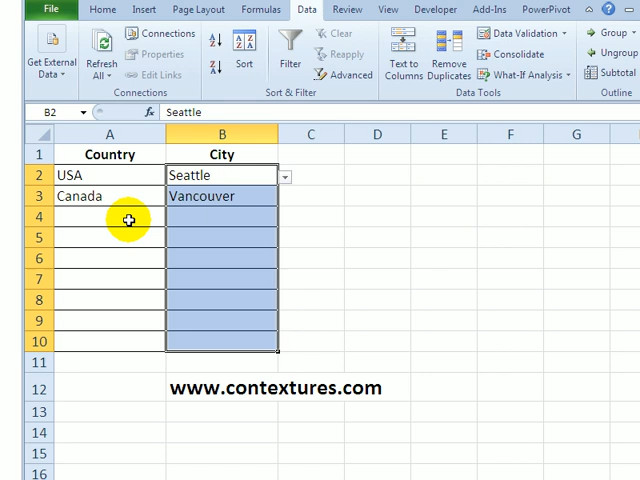 File Home Insert Page Layout Formulas Data Review View Developer Add-Ins PowerPivot
Get External Data
Refresh All
Connections
Properties
Edit Links
Connections
Sort
Filter
Clear
Reapply
Advanced
Sort & Filter
Text to Columns
Remove Duplicates
Data Validation
Consolidate
What-If Analysis
Data Tools
Group
Ungroup
Subtotal
Outline
B2 fx Seattle
A B C D E F G H
1 Country City
2 USA Seattle
3 Canada Vancouver
4
5
6
7
8
9
10
11
12 www.contextures.com
13
14
15
16